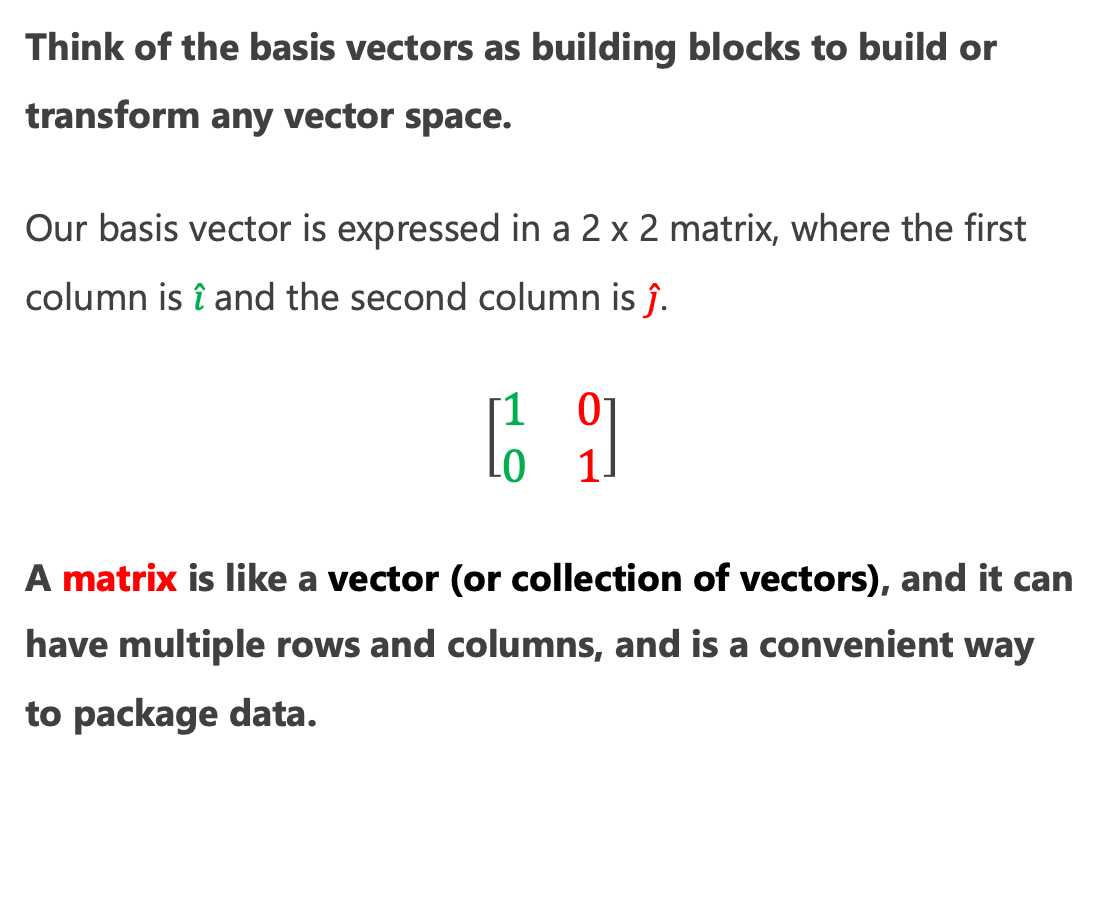 Think of the basis vectors as building blocks to build or
transform any vector space.
Our basis vector is expressed in a 2 x 2 matrix, where the first
column is î and the second column is ĵ.
[1 0
0 1]
A matrix is like a vector (or collection of vectors), and it can
have multiple rows and columns, and is a convenient way
to package data.